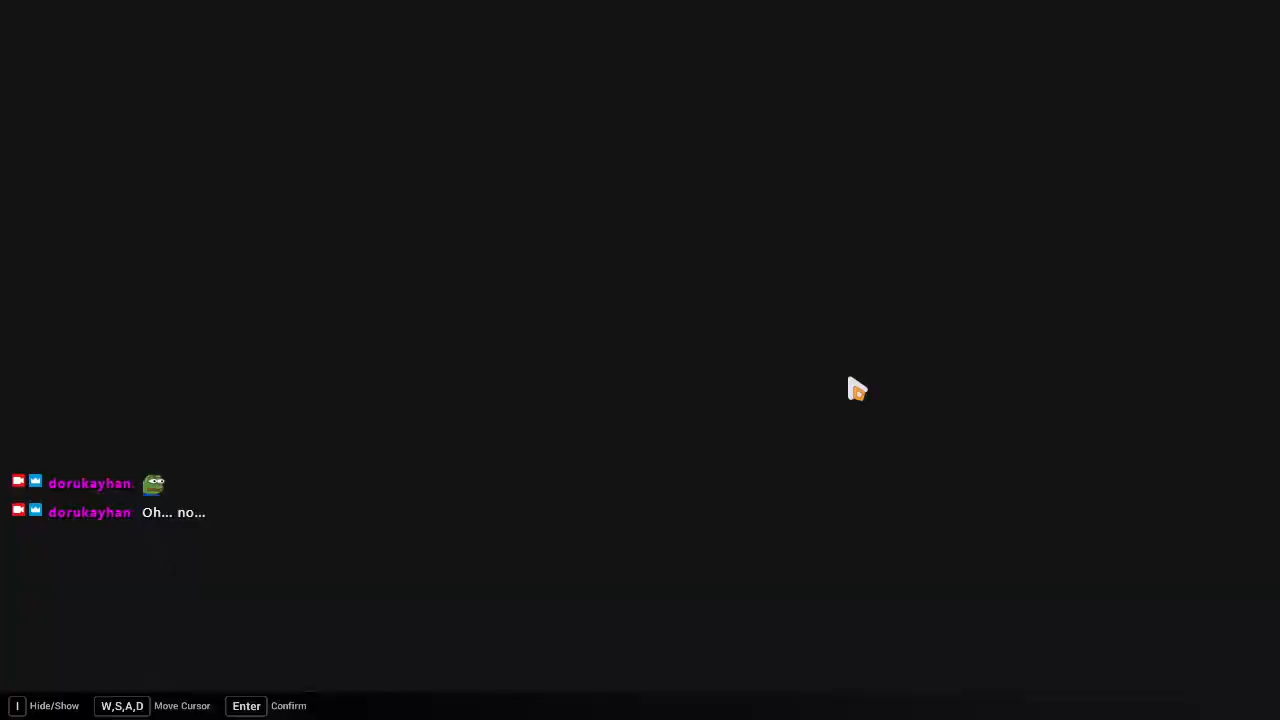 dorukayhan:
dorukayhan: Oh... no...
I Hide/Show W,S,A,D Move Cursor Enter Confirm